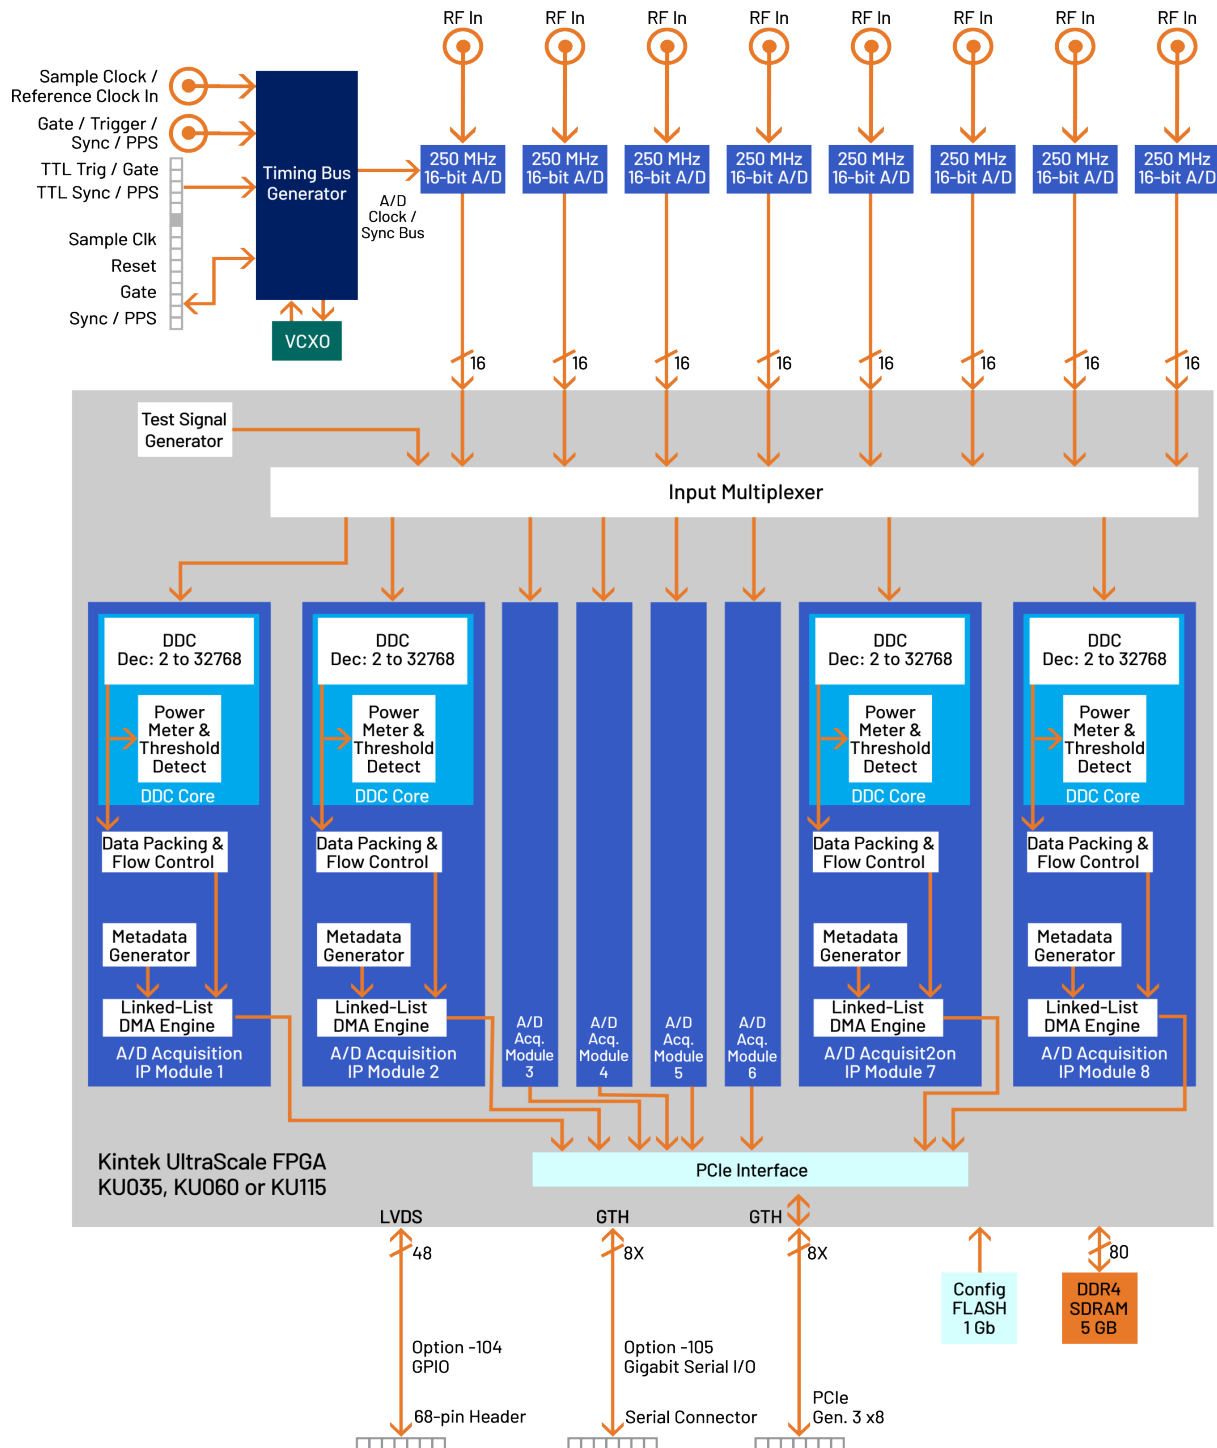 RF In
RF In
RF In
RF In
RF In
RF In
RF In
RF In
Sample Clock /
Reference Clock In
Gate / Trigger /
Sync / PPS
TTL Trig / Gate
TTL Sync / PPS
Sample Clk
Reset
Gate
Sync / PPS
Timing Bus
Generator
VCXO
A/D
Clock /
Sync Bus
250 MHz
16-bit A/D
250 MHz
16-bit A/D
250 MHz
16-bit A/D
250 MHz
16-bit A/D
250 MHz
16-bit A/D
250 MHz
16-bit A/D
250 MHz
16-bit A/D
250 MHz
16-bit A/D
16
16
16
16
16
16
16
16
Test Signal
Generator
Input Multiplexer
DDC
Dec: 2 to 32768
Power
Meter &
Threshold
Detect
DDC Core
Data Packing &
Flow Control
Metadata
Generator
Linked-List
DMA Engine
A/D Acquisition
IP Module 1
DDC
Dec: 2 to 32768
Power
Meter &
Threshold
Detect
DDC Core
Data Packing &
Flow Control
Metadata
Generator
Linked-List
DMA Engine
A/D Acquisition
IP Module 2
A/D
Acq.
Module
3
A/D
Acq.
Module
4
A/D
Acq.
Module
5
A/D
Acq.
Module
6
DDC
Dec: 2 to 32768
Power
Meter &
Threshold
Detect
DDC Core
Data Packing &
Flow Control
Metadata
Generator
Linked-List
DMA Engine
A/D Acquisit2on
IP Module 7
DDC
Dec: 2 to 32768
Power
Meter &
Threshold
Detect
DDC Core
Data Packing &
Flow Control
Metadata
Generator
Linked-List
DMA Engine
A/D Acquisition
IP Module 8
Kintek UltraScale FPGA
KU035, KU060 or KU115
PCIe Interface
LVDS
GTH
GTH
48
8X
8X
80
Config
FLASH
1 Gb
DDR4
SDRAM
5 GB
Option -104
GPIO
Option -105
Gigabit Serial I/O
68-pin Header
Serial Connector
PCIe
Gen. 3 x8